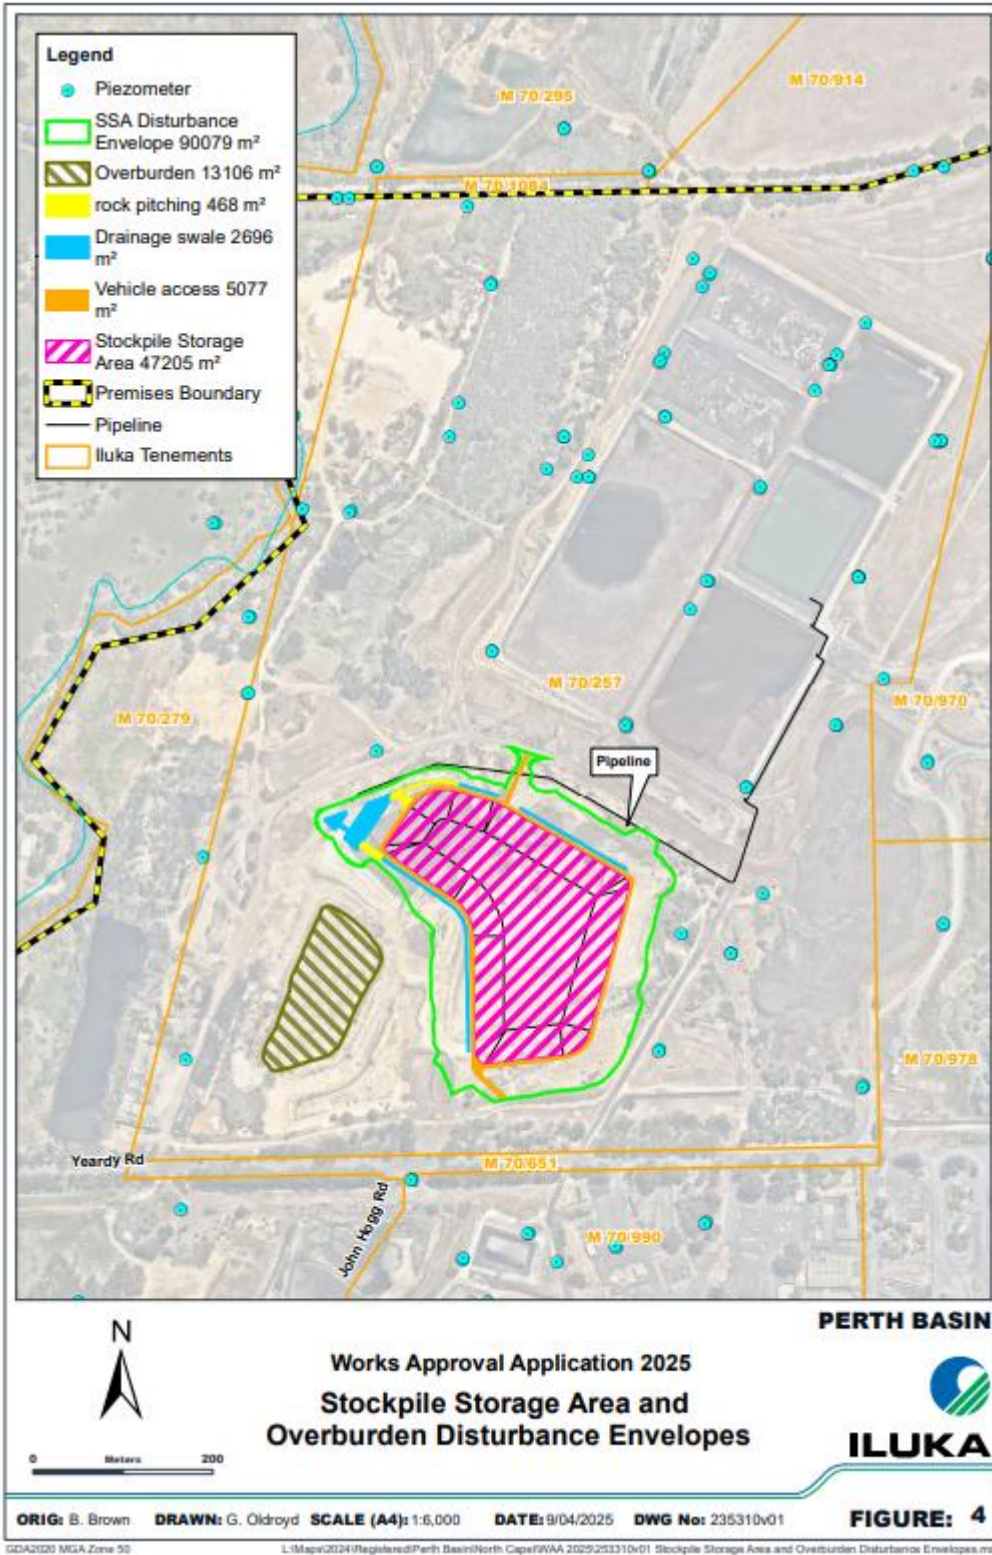 Legend
Piezometer
SSA Disturbance
Envelope 90079 m²
Overburden 13106 m²
rock pitching 468 m²
Drainage swale 2696
m²
Vehicle access 5077
m²
Stockpile Storage
Area 47205 m²
Premises Boundary
Pipeline
Iluka Tenements
M 70/295
M 70/914
M 70/1084
M 70/257
M 70/279
M 70/970
Pipeline
M 70/978
Yeardy Rd
M 70/651
John Hogg Rd
M 70/990
N
0 Meters 200
Works Approval Application 2025
Stockpile Storage Area and
Overburden Disturbance Envelopes
PERTH BASIN
ILUKA
ORIG: B. Brown DRAWN: G. Oldroyd SCALE (A4): 1:6,000 DATE: 9/04/2025 DWG No: 235310v01 FIGURE: 4
GDA2020 MGA Zone 50